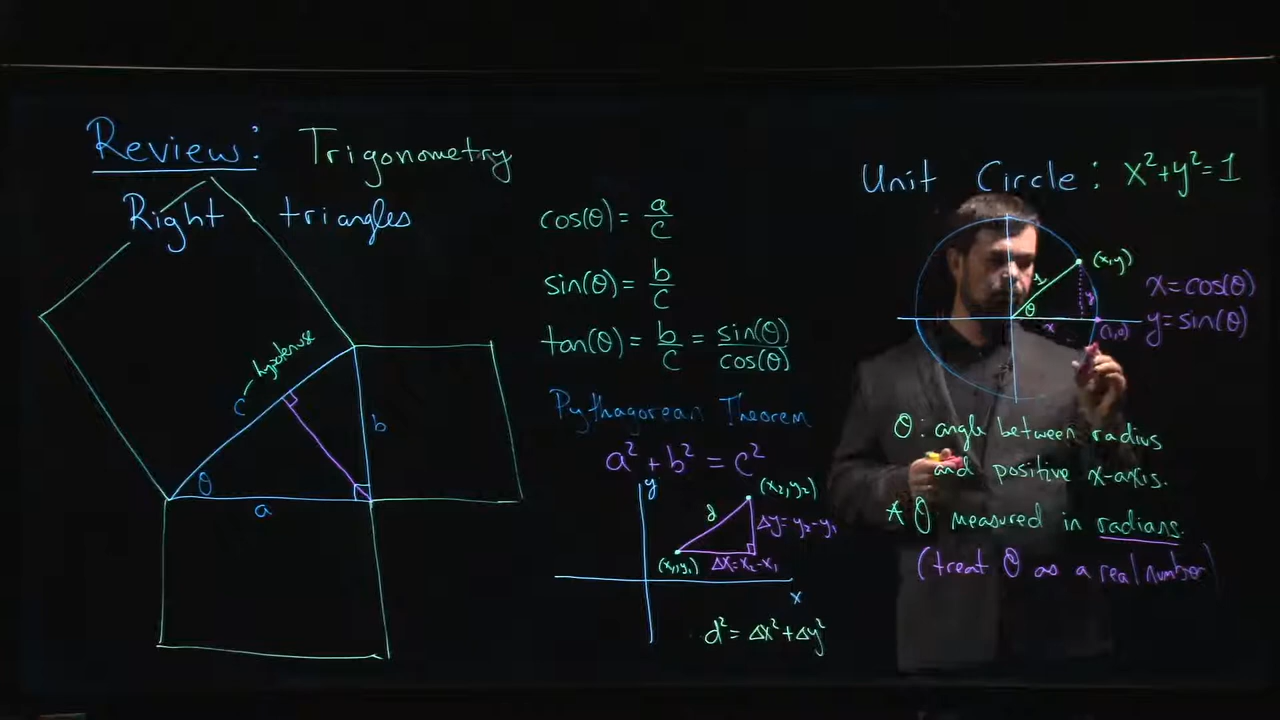 Review: Trigonometry
Right triangles
c
hypotenuse
b
θ
a
cos(θ) = a/c
sin(θ) = b/c
tan(θ) = b/c = sin(θ)/cos(θ)
Pythagorean Theorem
a² + b² = c²
y
(x₂,y₂)
d
Δy = y₂-y₁
(x₁,y₁)
Δx = x₂-x₁
x
d² = Δx² + Δy²
Unit Circle: x²+y²=1
(x,y)
1
θ
y
x
(1,0)
x = cos(θ)
y = sin(θ)
θ: angle between radius
and positive x-axis.
* θ measured in radians.
(treat θ as a real number)